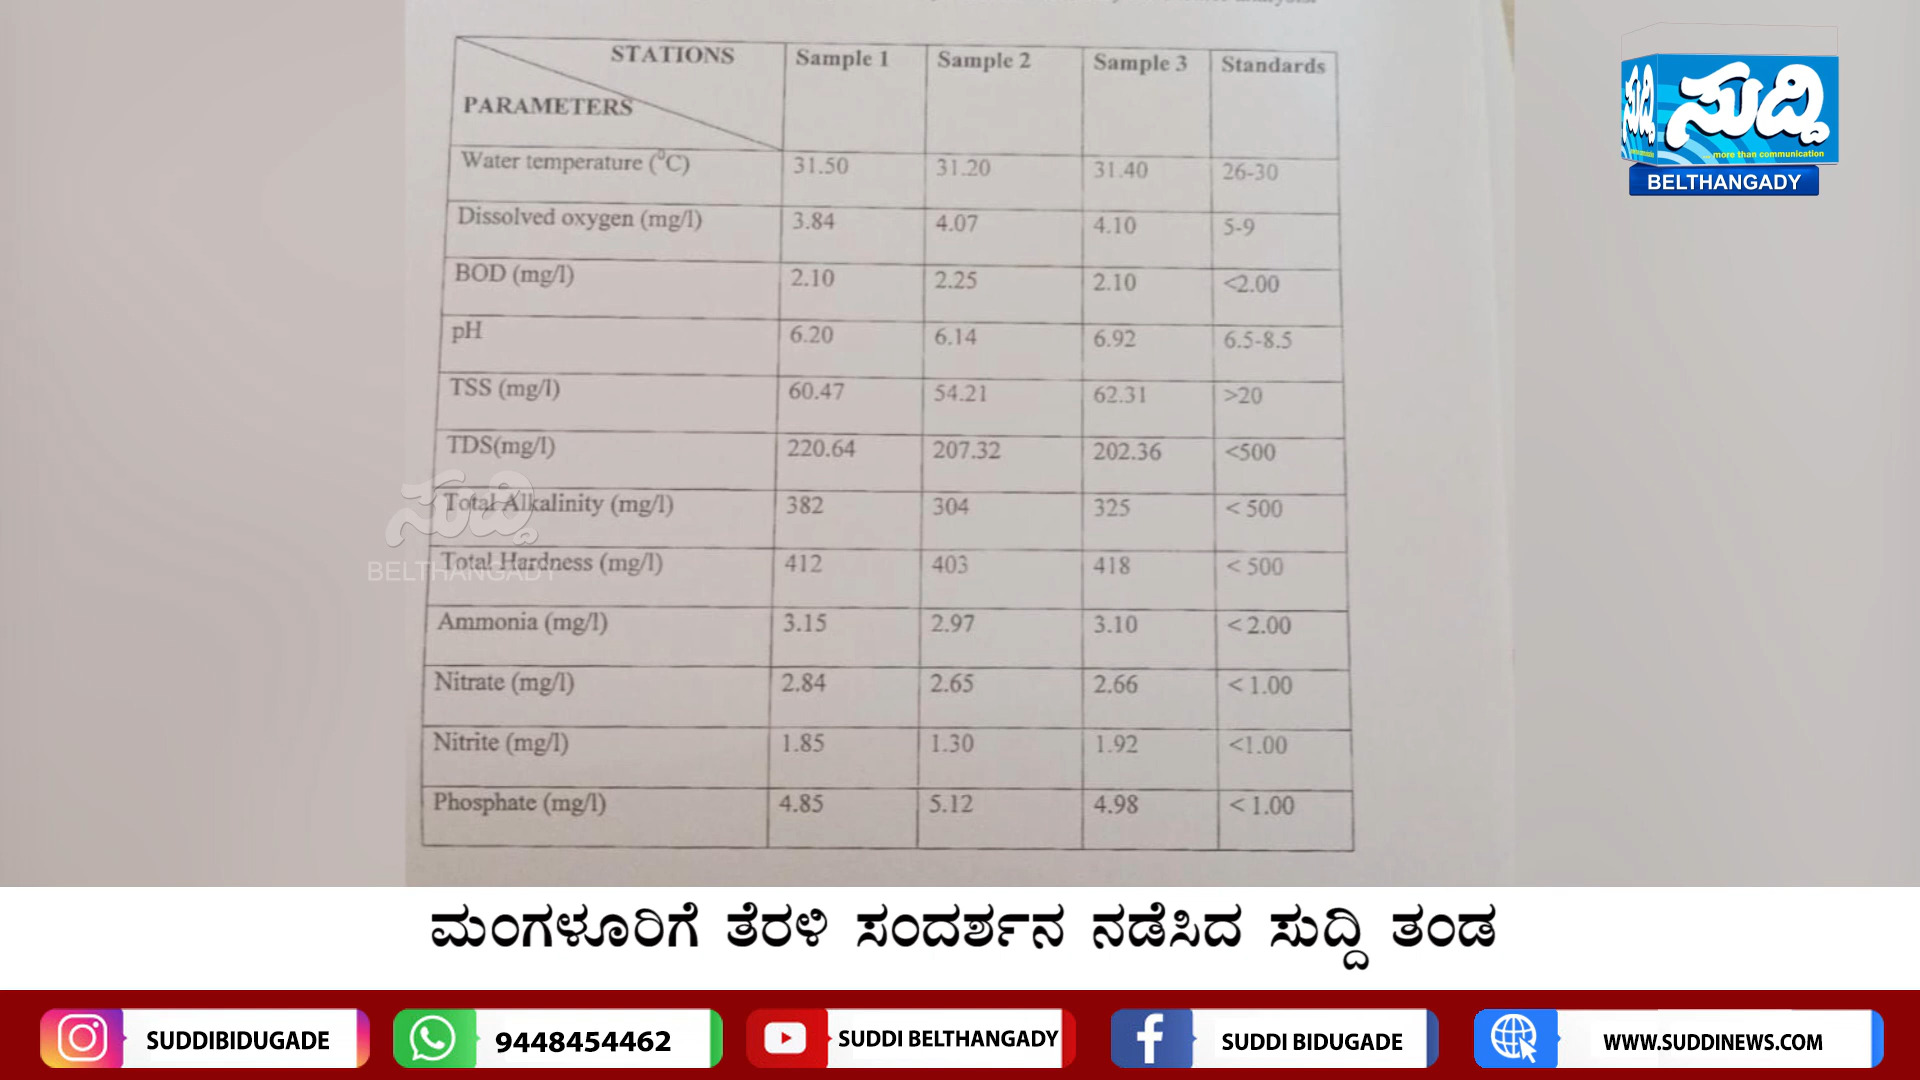 STATIONS Sample 1 Sample 2 Sample 3 Standards
PARAMETERS
Water temperature (⁰C) 31.50 31.20 31.40 26-30
Dissolved oxygen (mg/l) 3.84 4.07 4.10 5-9
BOD (mg/l) 2.10 2.25 2.10 <2.00
pH 6.20 6.14 6.92 6.5-8.5
TSS (mg/l) 60.47 54.21 62.31 >20
TDS(mg/l) 220.64 207.32 202.36 <500
Total Alkalinity (mg/l) 382 304 325 < 500
Total Hardness (mg/l) 412 403 418 < 500
Ammonia (mg/l) 3.15 2.97 3.10 < 2.00
Nitrate (mg/l) 2.84 2.65 2.66 < 1.00
Nitrite (mg/l) 1.85 1.30 1.92 <1.00
Phosphate (mg/l) 4.85 5.12 4.98 < 1.00
ಸುದ್ದಿ
BELTHANGADY
ಸುದ್ದಿ ಸುದ್ದಿ
... more than communication
BELTHANGADY
ಮಂಗಳೂರಿಗೆ ತೆರಳಿ ಸಂದರ್ಶನ ನಡೆಸಿದ ಸುದ್ದಿ ತಂಡ
SUDDIBIDUGADE 9448454462 SUDDI BELTHANGADY SUDDI BIDUGADE WWW.SUDDINEWS.COM